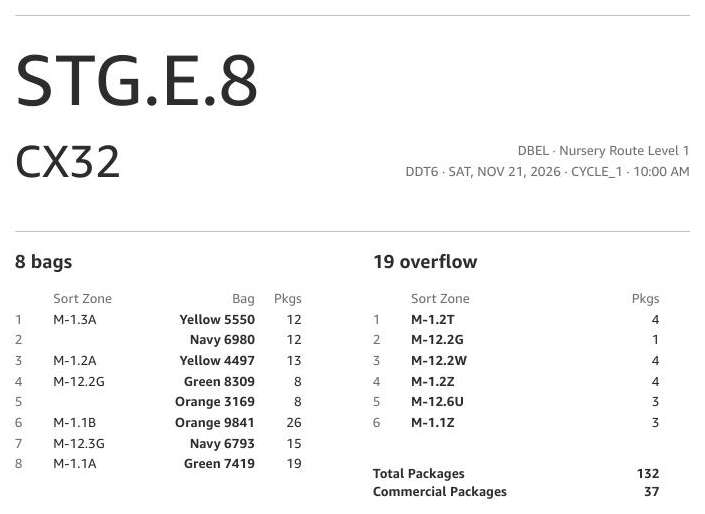 STG.E.8
CX32
DBEL · Nursery Route Level 1
DDT6 · SAT, NOV 21, 2026 · CYCLE_1 · 10:00 AM
8 bags
Sort Zone Bag Pkgs
1 M-1.3A Yellow 5550 12
2 Navy 6980 12
3 M-1.2A Yellow 4497 13
4 M-12.2G Green 8309 8
5 Orange 3169 8
6 M-1.1B Orange 9841 26
7 M-12.3G Navy 6793 15
8 M-1.1A Green 7419 19
19 overflow
Sort Zone Pkgs
1 M-1.2T 4
2 M-12.2G 1
3 M-12.2W 4
4 M-1.2Z 4
5 M-12.6U 3
6 M-1.1Z 3
Total Packages 132
Commercial Packages 37